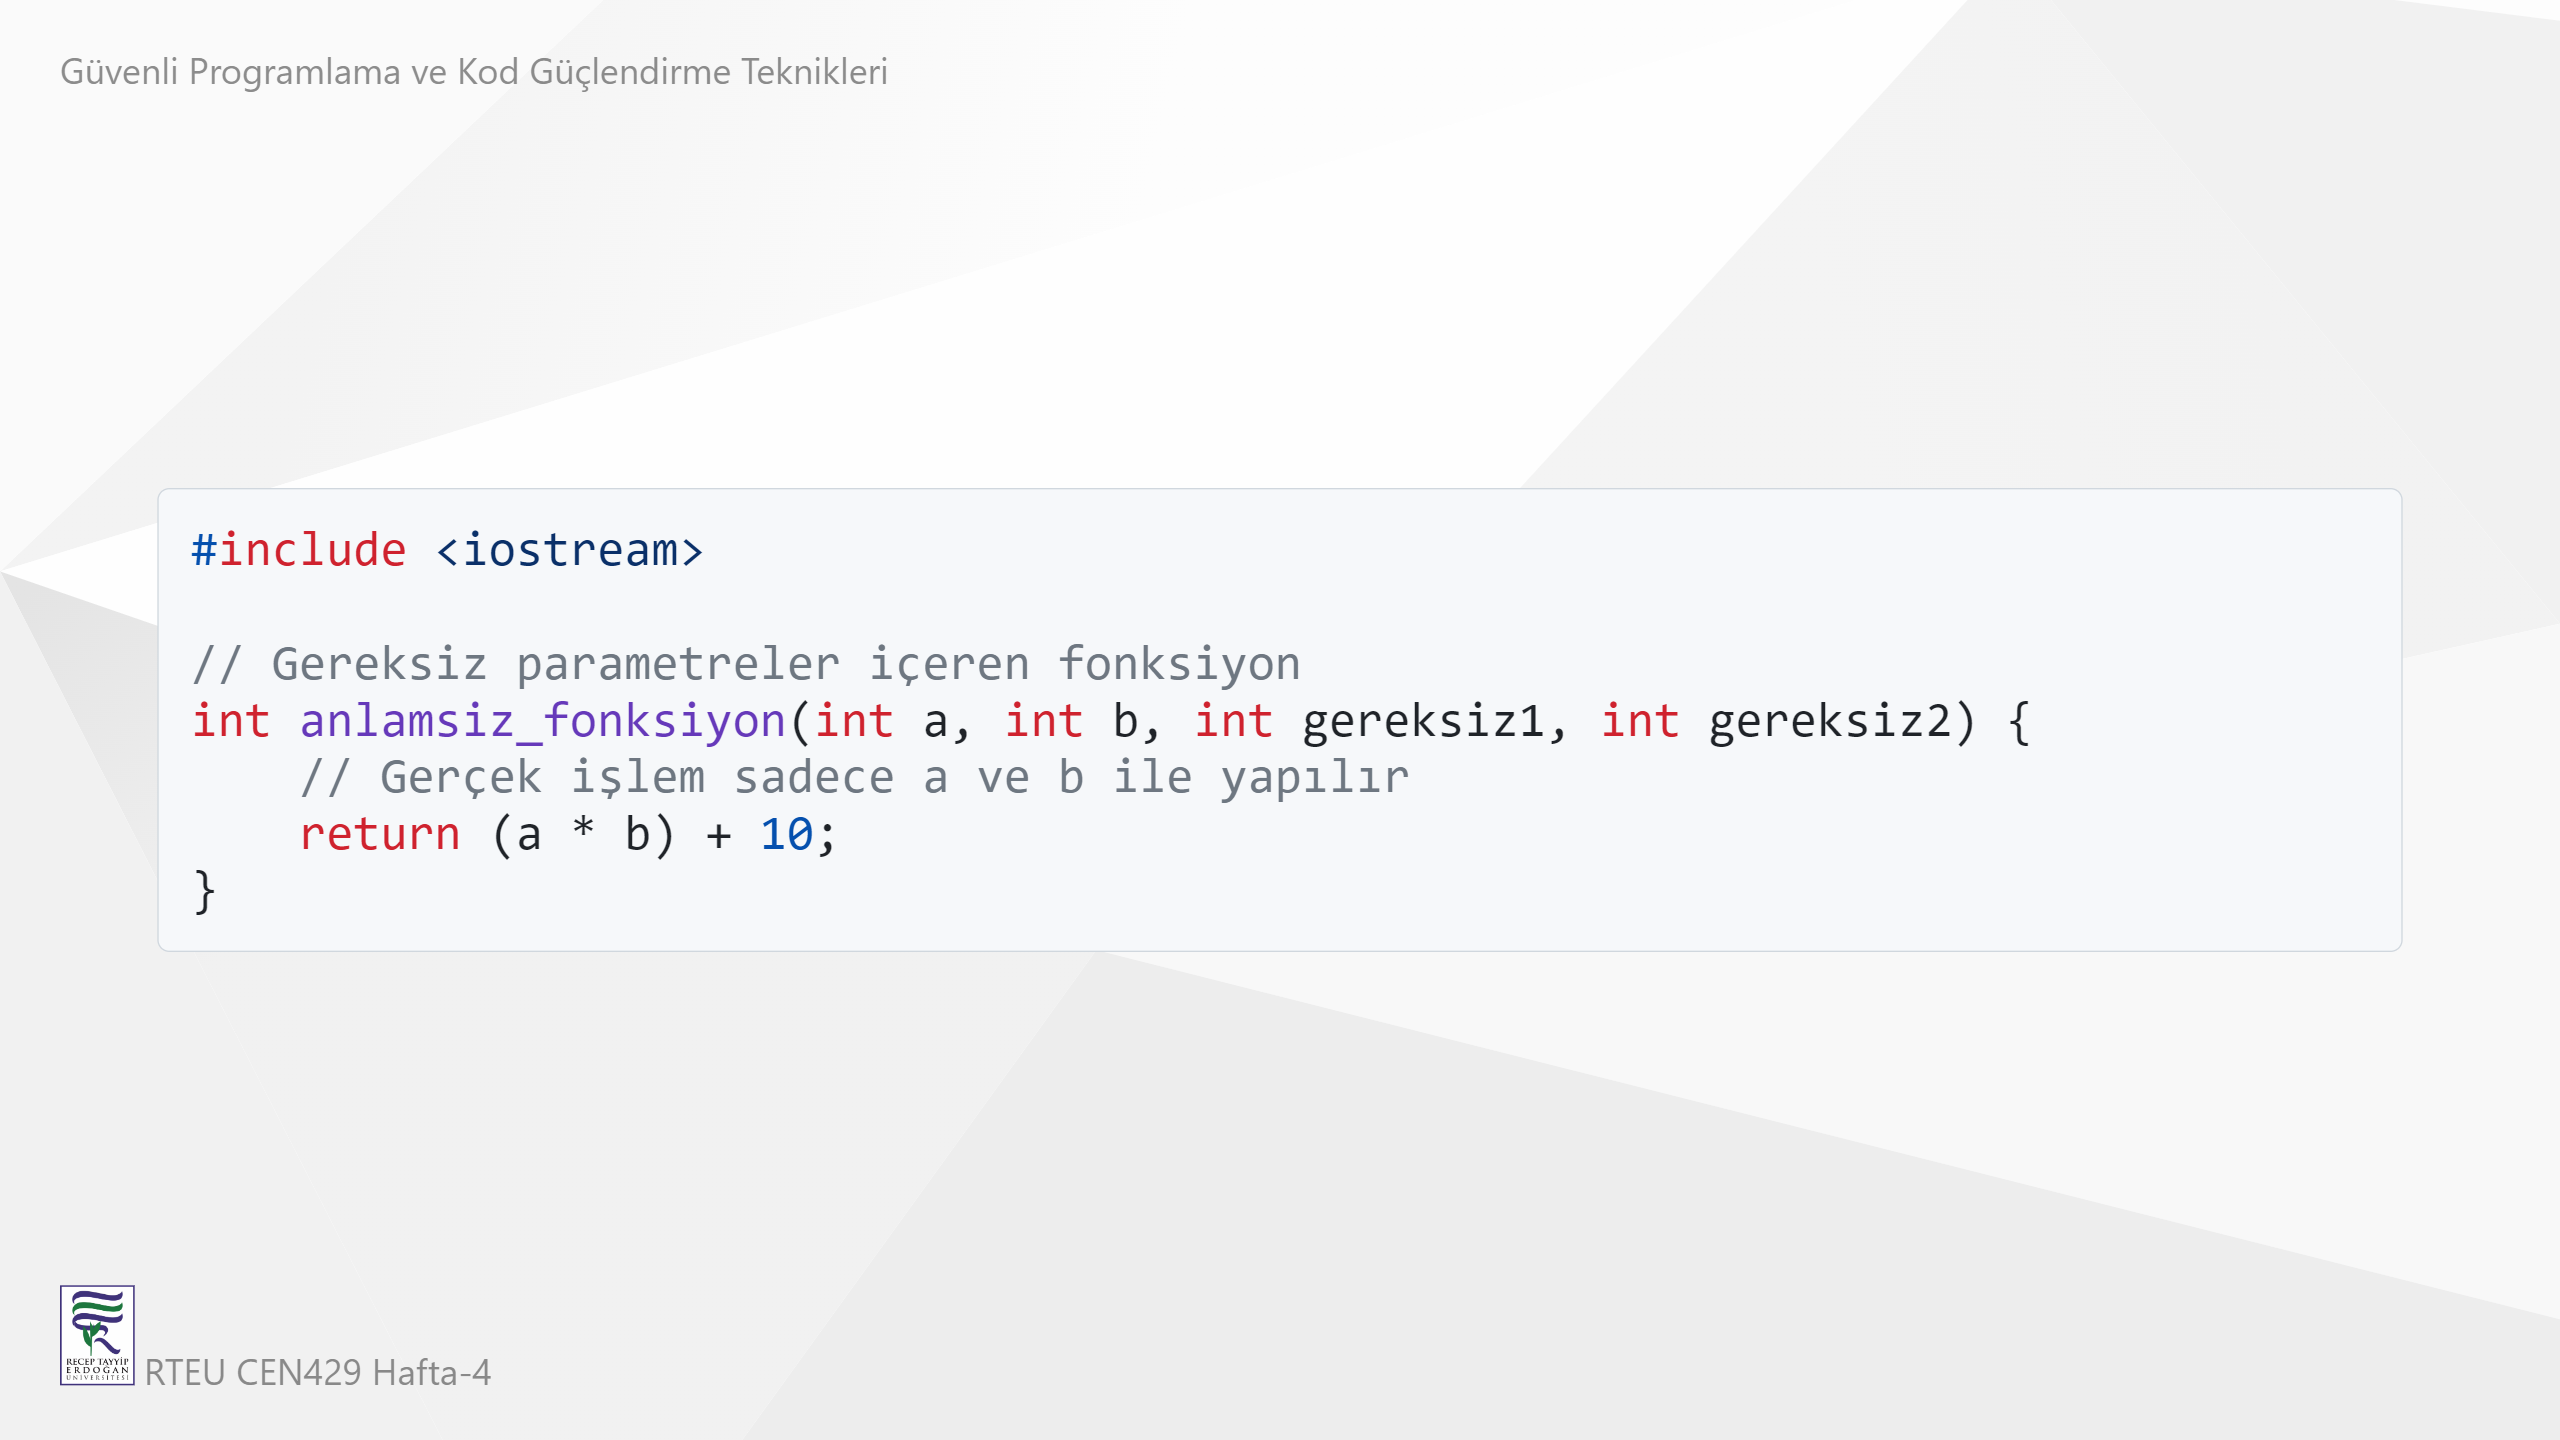 Güvenli Programlama ve Kod Güçlendirme Teknikleri
#include <iostream>
// Gereksiz parametreler içeren fonksiyon
int anlamsiz_fonksiyon(int a, int b, int gereksiz1, int gereksiz2) {
    // Gerçek işlem sadece a ve b ile yapılır
    return (a * b) + 10;
}
RECEP TAYYİP
ERDOĞAN
ÜNİVERSİTESİ
RTEU CEN429 Hafta-4